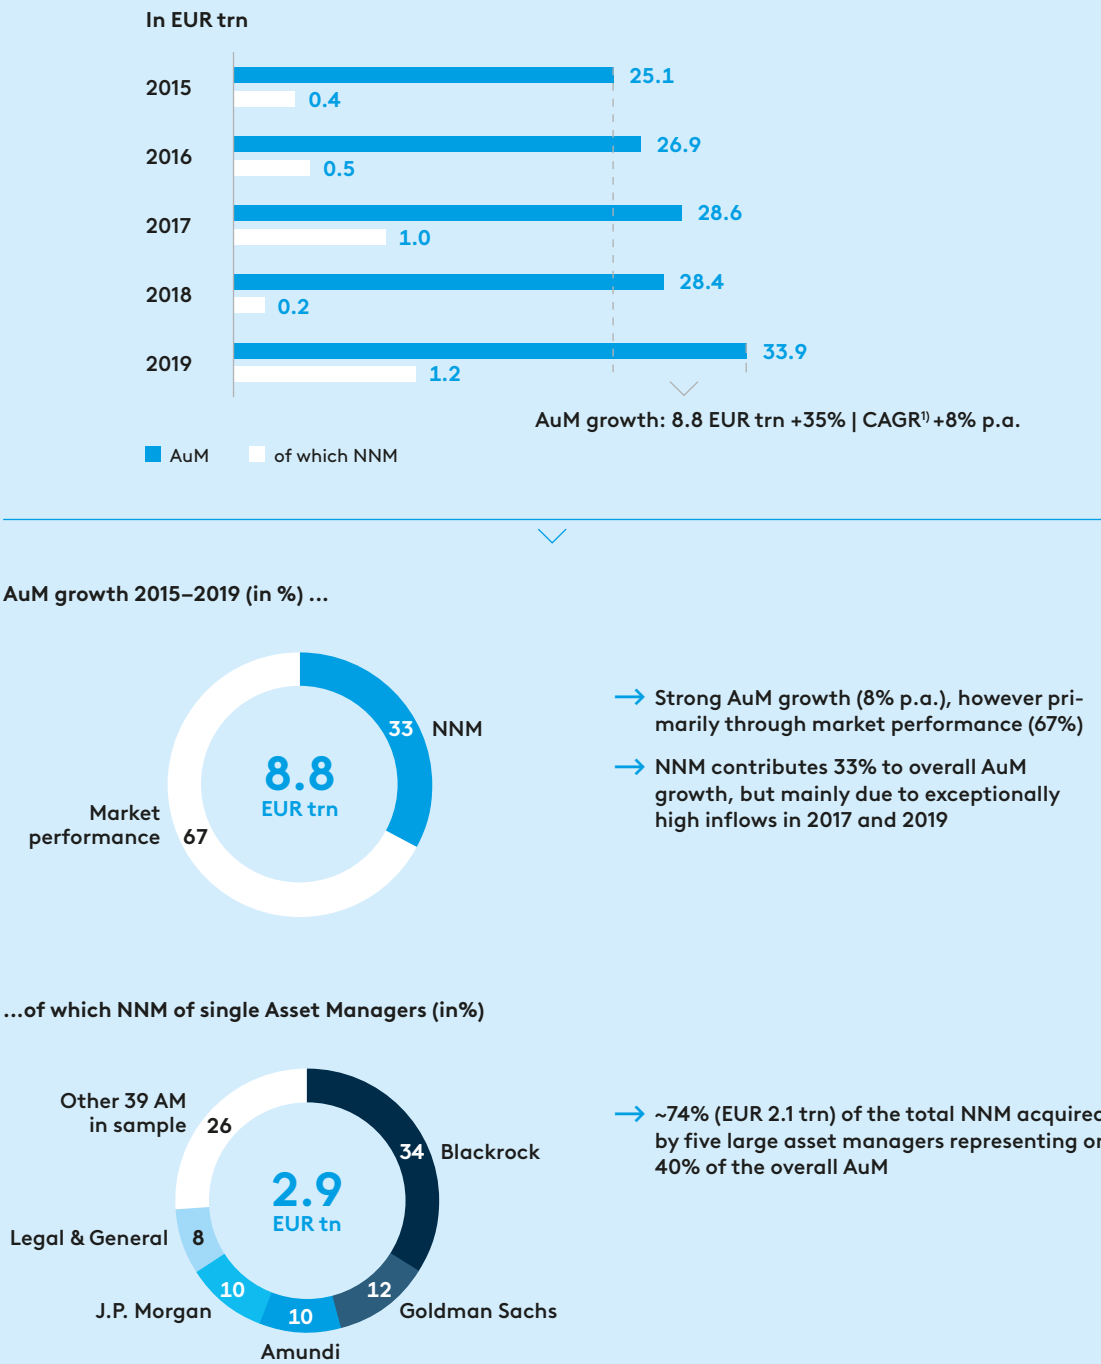 In EUR trn
2015
25.1
0.4
2016
26.9
0.5
2017
28.6
1.0
2018
28.4
0.2
2019
33.9
1.2
AuM growth: 8.8 EUR trn +35% | CAGR¹⁾ +8% p.a.
AuM
of which NNM
AuM growth 2015–2019 (in %) ...
33 NNM
8.8
EUR trn
Market
performance 67
→ Strong AuM growth (8% p.a.), however pri-
marily through market performance (67%)
→ NNM contributes 33% to overall AuM
growth, but mainly due to exceptionally
high inflows in 2017 and 2019
...of which NNM of single Asset Managers (in%)
Other 39 AM
in sample 26
34 Blackrock
2.9
EUR tn
Legal & General 8
10
J.P. Morgan
12
Goldman Sachs
10
Amundi
→ ~74% (EUR 2.1 trn) of the total NNM acquired
by five large asset managers representing
40% of the overall AuM